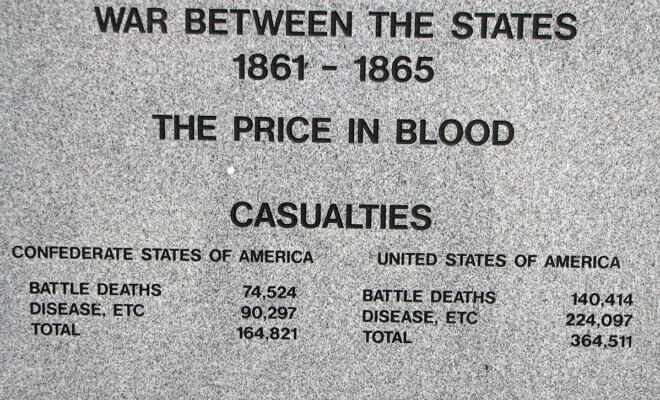 WAR BETWEEN THE STATES
1861 - 1865
THE PRICE IN BLOOD
CASUALTIES
CONFEDERATE STATES OF AMERICA
BATTLE DEATHS 74,524
DISEASE, ETC 90,297
TOTAL 164,821
UNITED STATES OF AMERICA
BATTLE DEATHS 140,414
DISEASE, ETC 224,097
TOTAL 364,511